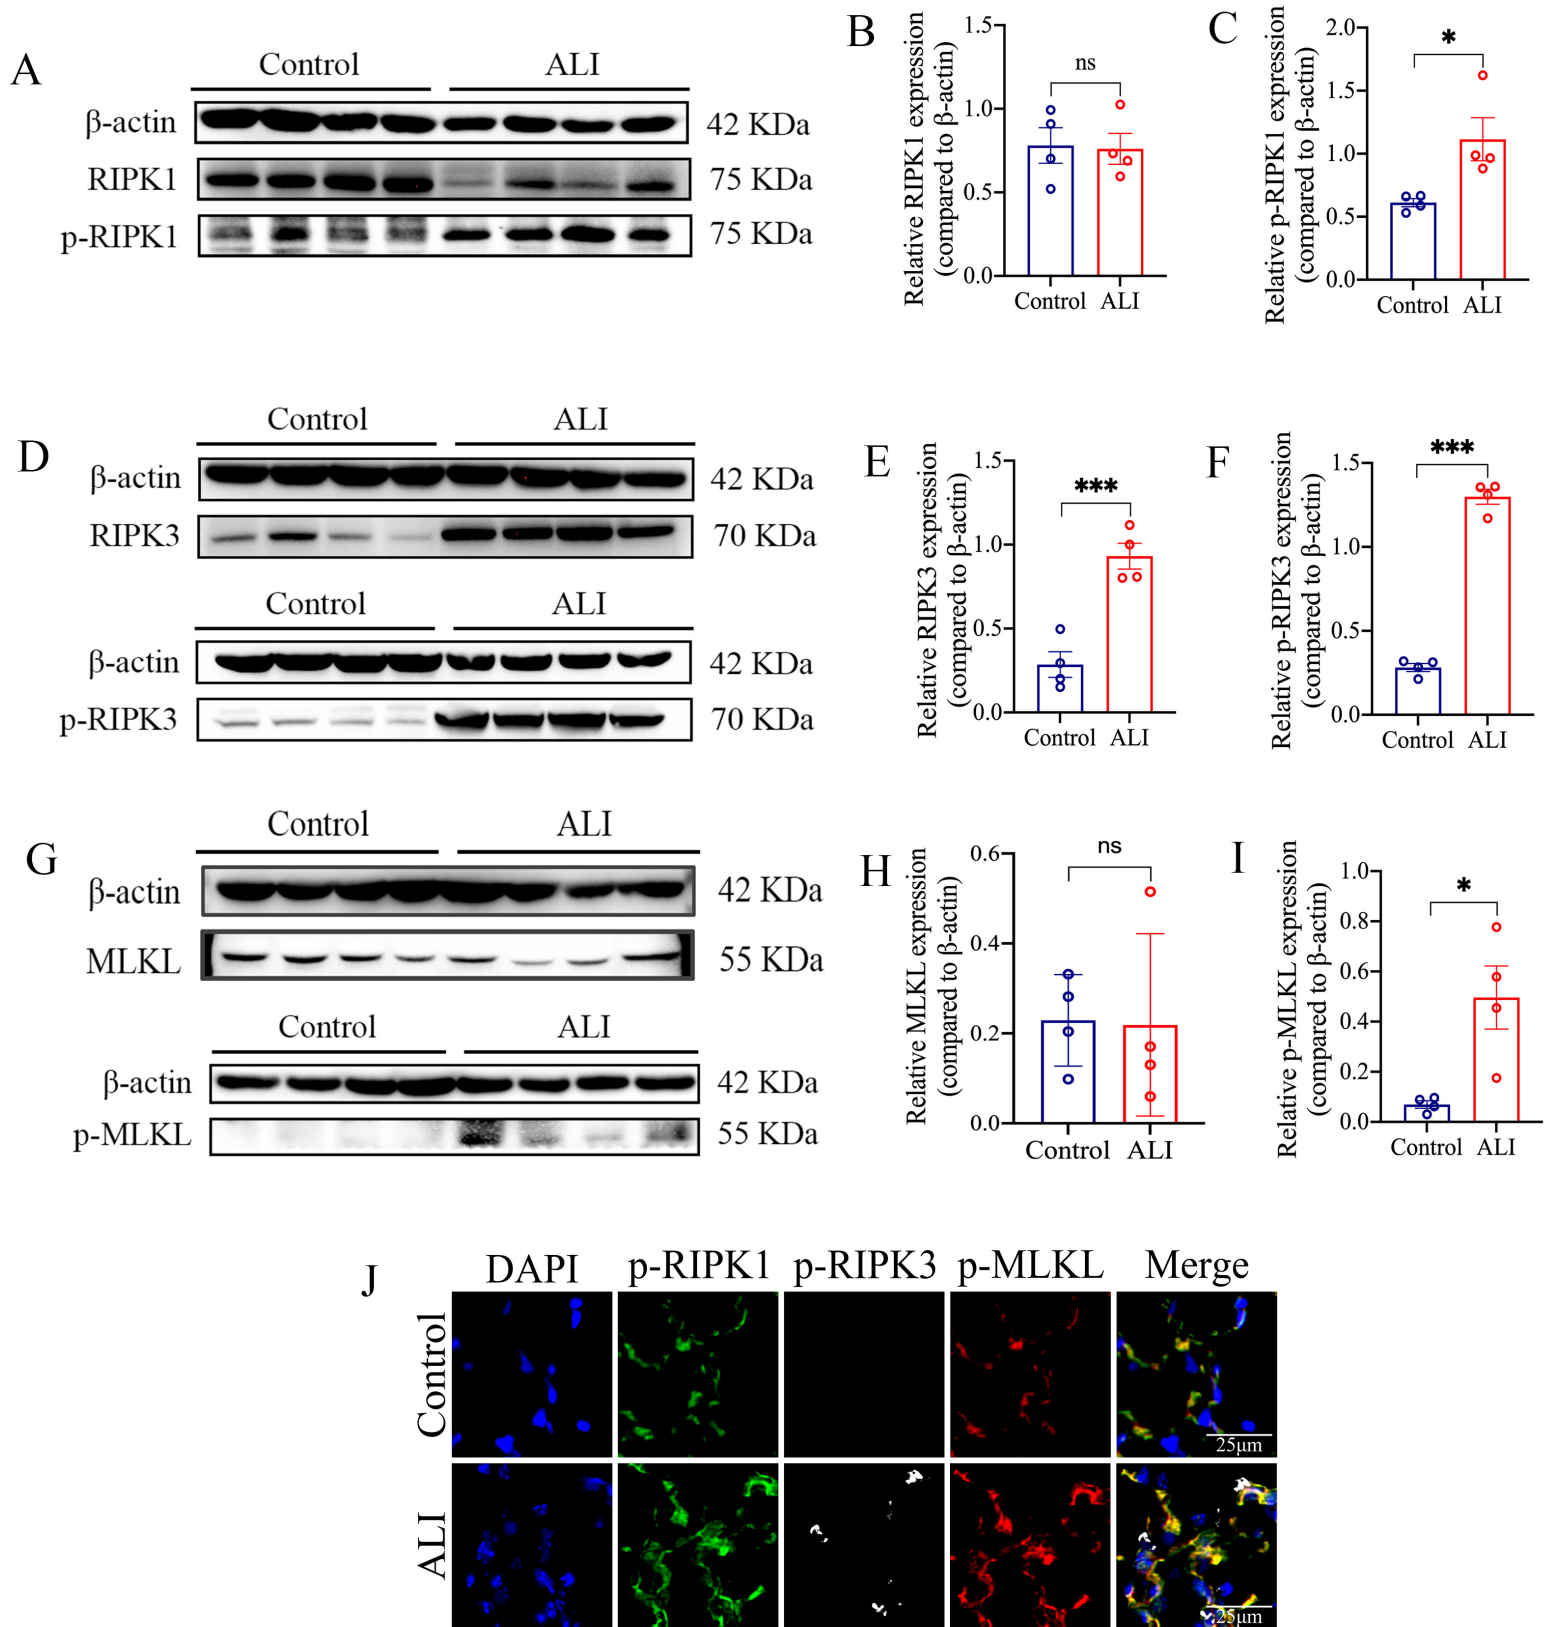 A
Control ALI
β-actin 42 KDa
RIPK1 75 KDa
p-RIPK1 75 KDa
B
Relative RIPK1 expression
(compared to β-actin)
1.5
1.0
0.5
0.0
ns
Control ALI
C
Relative p-RIPK1 expression
(compared to β-actin)
2.0
1.5
1.0
0.5
0.0
*
Control ALI
D
Control ALI
β-actin 42 KDa
RIPK3 70 KDa
Control ALI
β-actin 42 KDa
p-RIPK3 70 KDa
E
Relative RIPK3 expression
(compared to β-actin)
1.5
1.0
0.5
0.0
***
Control ALI
F
Relative p-RIPK3 expression
(compared to β-actin)
1.5
1.0
0.5
0.0
***
Control ALI
G
Control ALI
β-actin 42 KDa
MLKL 55 KDa
Control ALI
β-actin 42 KDa
p-MLKL 55 KDa
H
Relative MLKL expression
(compared to β-actin)
0.6
0.4
0.2
0.0
ns
Control ALI
I
Relative p-MLKL expression
(compared to β-actin)
1.0
0.8
0.6
0.4
0.2
0.0
*
Control ALI
J
DAPI p-RIPK1 p-RIPK3 p-MLKL Merge
Control
25μm
ALI
25μm